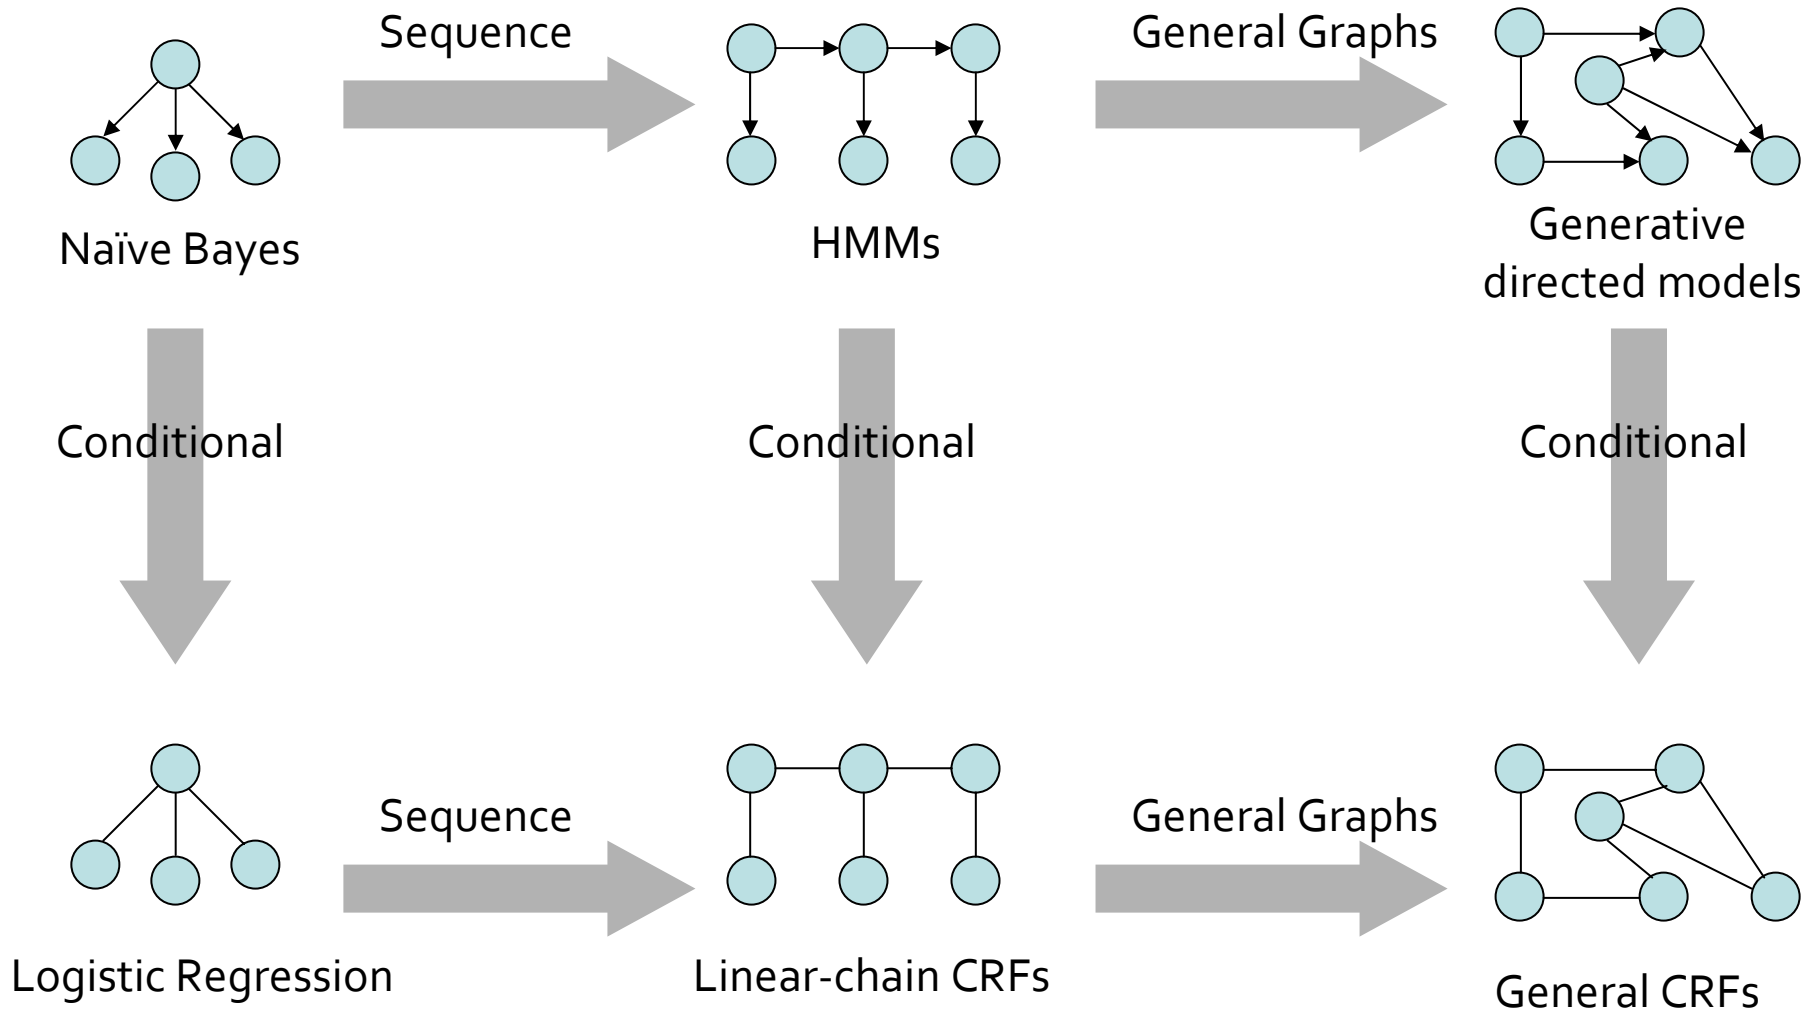 Sequence
General Graphs
Naïve Bayes
HMMs
Generative
directed models
Conditional
Conditional
Conditional
Sequence
General Graphs
Logistic Regression
Linear-chain CRFs
General CRFs